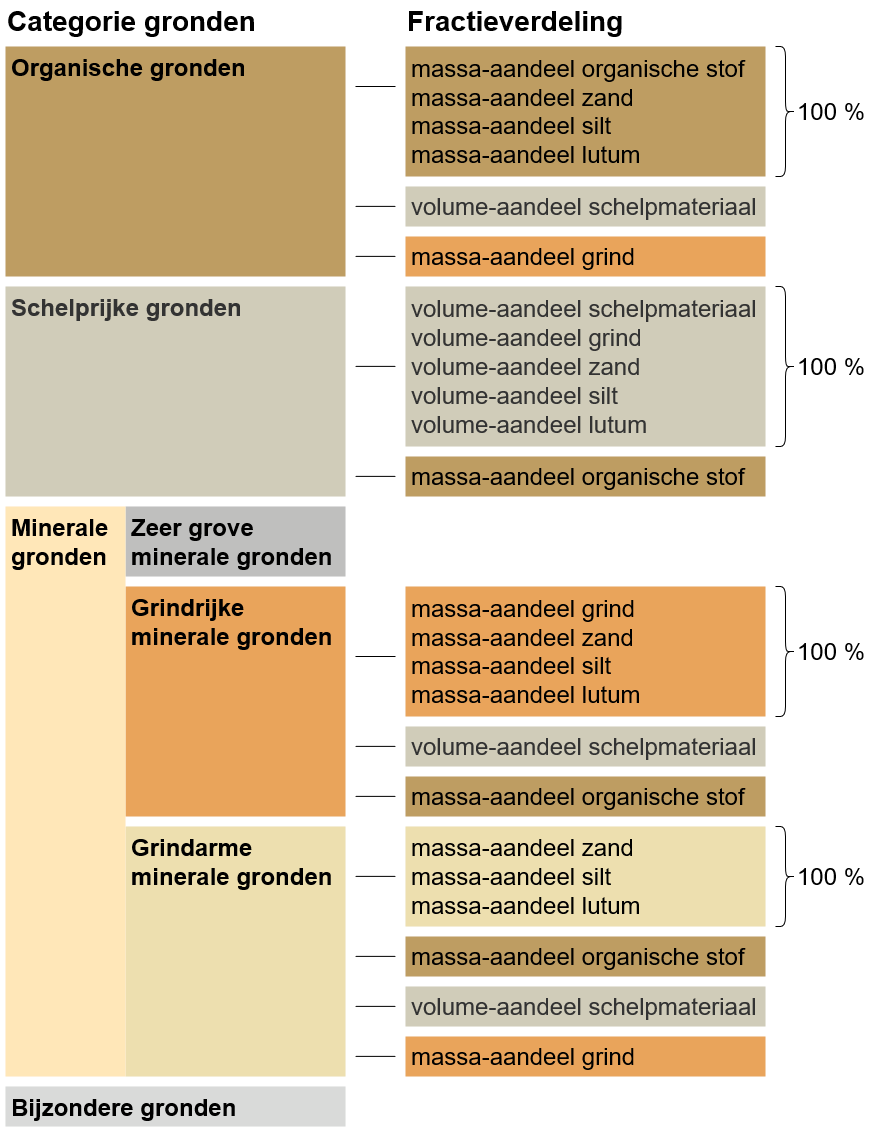 Categorie gronden
Fractieverdeling
Organische gronden
massa-aandeel organische stof
massa-aandeel zand
massa-aandeel silt
massa-aandeel lutum
100 %
volume-aandeel schelpmateriaal
massa-aandeel grind
Schelprijke gronden
volume-aandeel schelpmateriaal
volume-aandeel grind
volume-aandeel zand
volume-aandeel silt
volume-aandeel lutum
100 %
massa-aandeel organische stof
Minerale
gronden
Zeer grove
minerale gronden
Grindrijke
minerale gronden
massa-aandeel grind
massa-aandeel zand
massa-aandeel silt
massa-aandeel lutum
100 %
volume-aandeel schelpmateriaal
massa-aandeel organische stof
Grindarme
minerale gronden
massa-aandeel zand
massa-aandeel silt
massa-aandeel lutum
100 %
massa-aandeel organische stof
volume-aandeel schelpmateriaal
massa-aandeel grind
Bijzondere gronden